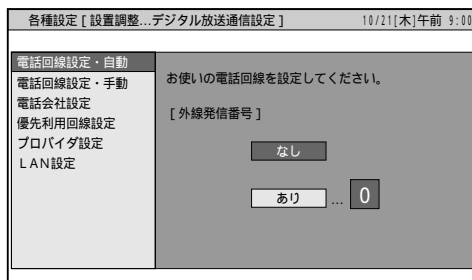 各種設定 [ 設置調整...デジタル放送通信設定 ] 10/21[木]午前 9:00
電話回線設定・自動
電話回線設定・手動
電話会社設定
優先利用回線設定
プロバイダ設定
ＬＡＮ設定
お使いの電話回線を設定してください。
[ 外線発信番号 ]
なし
あり ... 0